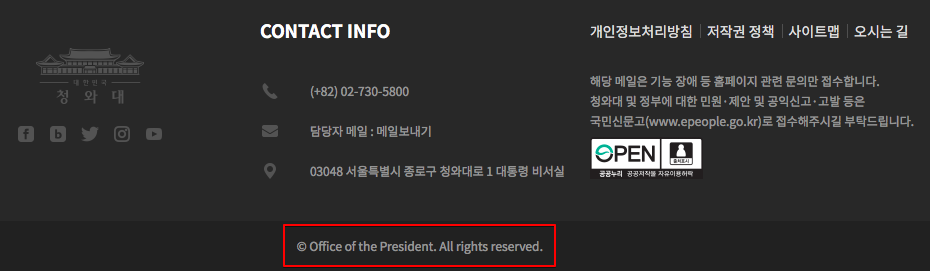 대한민국
청와대
CONTACT INFO
(+82) 02-730-5800
담당자 메일 : 메일보내기
03048 서울특별시 종로구 청와대로 1 대통령 비서실
개인정보처리방침 | 저작권 정책 | 사이트맵 | 오시는 길
해당 메일은 기능 장애 등 홈페이지 관련 문의만 접수합니다.
청와대 및 정부에 대한 민원·제안 및 공익신고·고발 등은
국민신문고(www.epeople.go.kr)로 접수해주시길 부탁드립니다.
OPEN 출처표시
공공누리 공공저작물 자유이용허락
© Office of the President. All rights reserved.